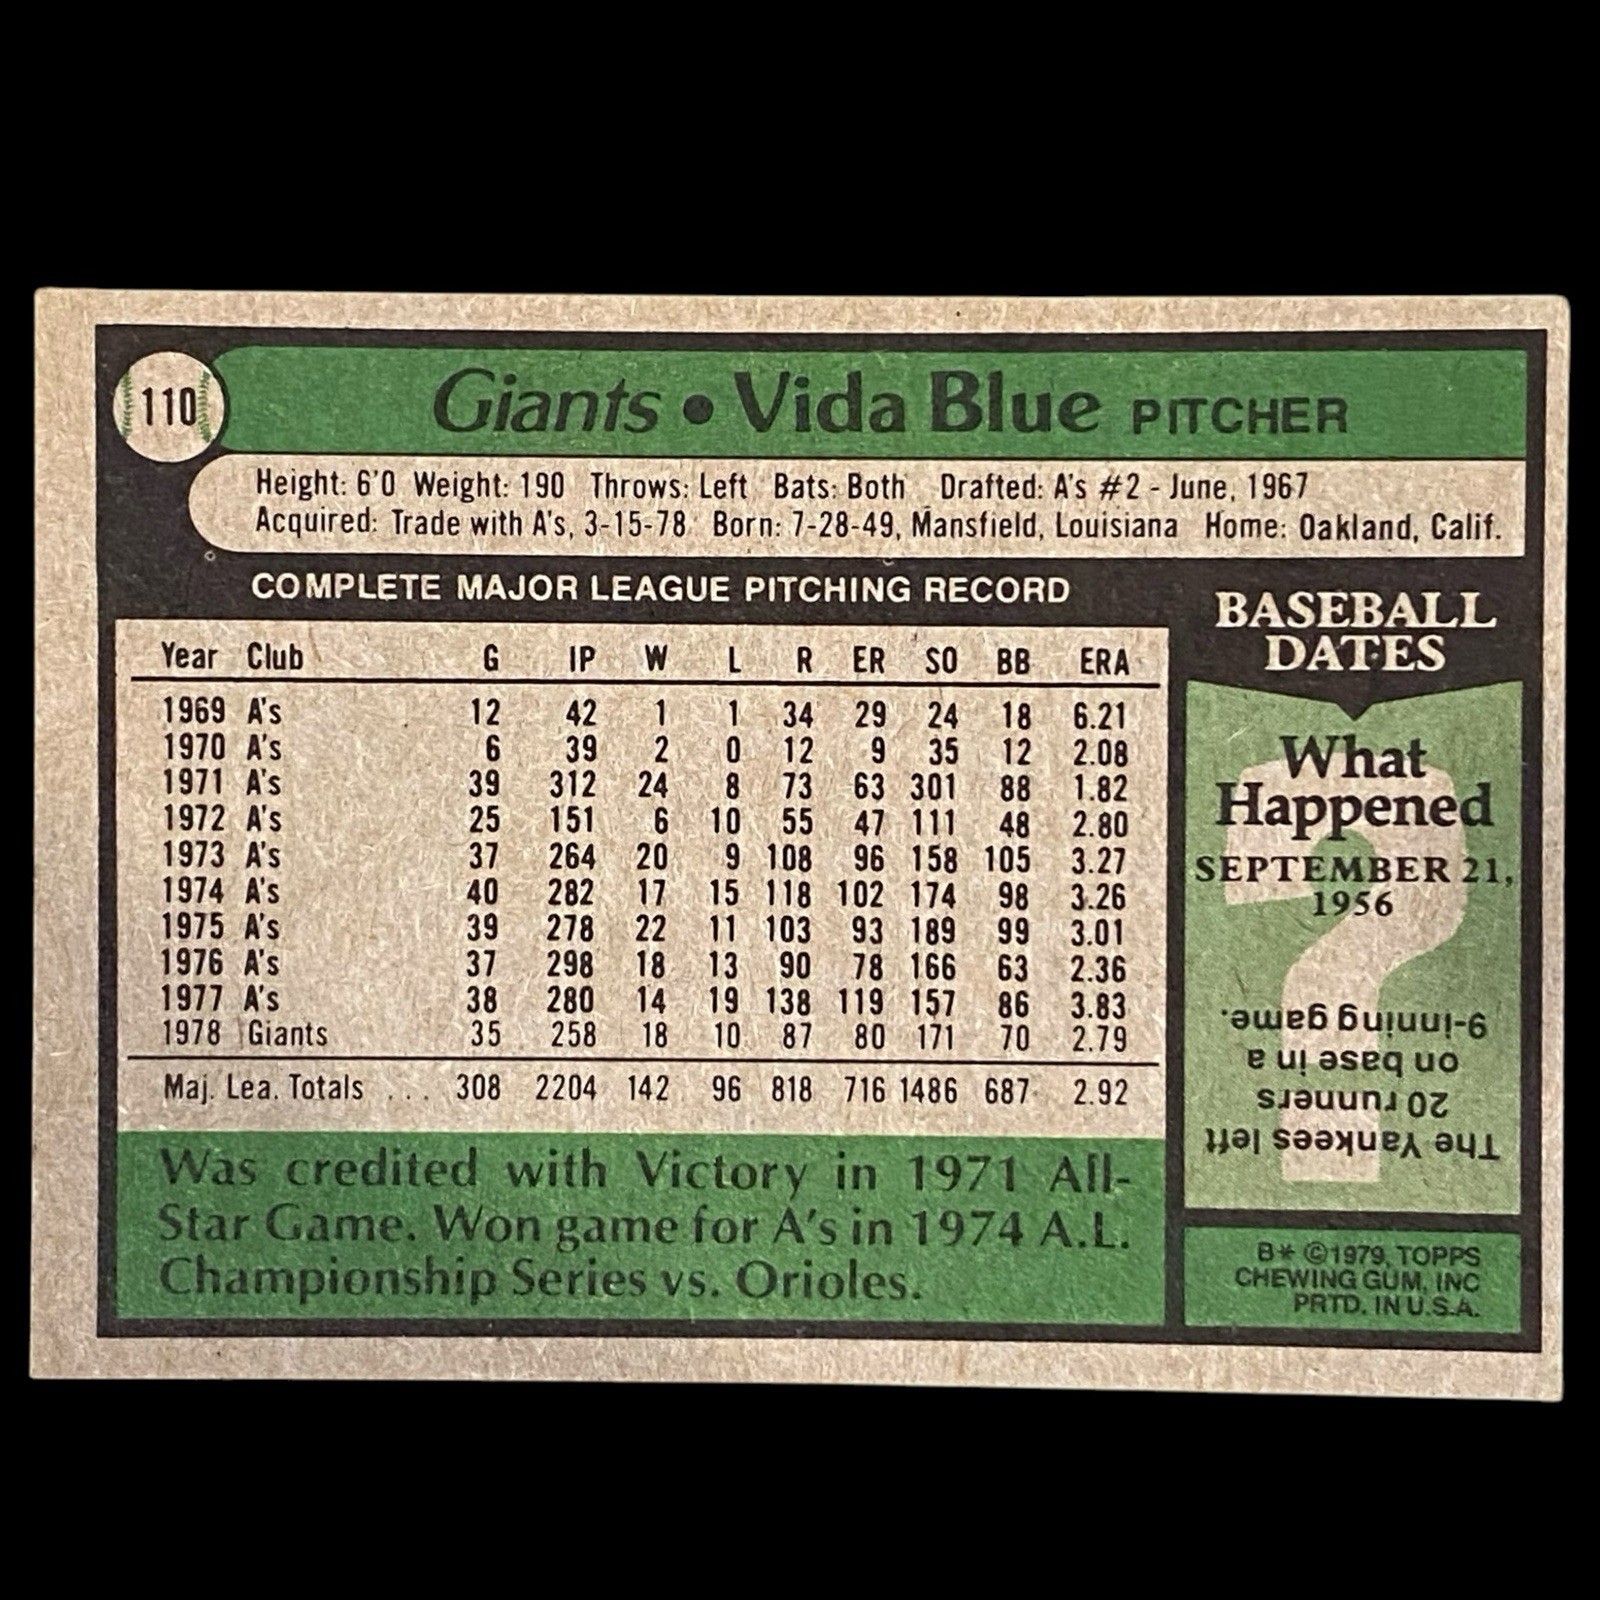 110
Giants • Vida Blue PITCHER
Height: 6'0 Weight: 190 Throws: Left Bats: Both Drafted: A's #2 - June, 1967
Acquired: Trade with A's, 3-15-78 Born: 7-28-49, Mansfield, Louisiana Home: Oakland, Calif.
COMPLETE MAJOR LEAGUE PITCHING RECORD
Year Club G IP W L R ER SO BB ERA
1969 A's 12 42 1 1 34 29 24 18 6.21
1970 A's 6 39 2 0 12 9 35 12 2.08
1971 A's 39 312 24 8 73 63 301 88 1.82
1972 A's 25 151 6 10 55 47 111 48 2.80
1973 A's 37 264 20 9 108 96 158 105 3.27
1974 A's 40 282 17 15 118 102 174 98 3.26
1975 A's 39 278 22 11 103 93 189 99 3.01
1976 A's 37 298 18 13 90 78 166 63 2.36
1977 A's 38 280 14 19 138 119 157 86 3.83
1978 Giants 35 258 18 10 87 80 171 70 2.79
Maj. Lea. Totals ... 308 2204 142 96 818 716 1486 687 2.92
Was credited with Victory in 1971 All-
Star Game. Won game for A's in 1974 A.L.
Championship Series vs. Orioles.
BASEBALL
DATES
What
Happened
SEPTEMBER 21,
1956
The Yankees left
20 runners
on base in a
9-inning game.
B* ©1979, TOPPS
CHEWING GUM, INC
PRTD. IN U.S.A.